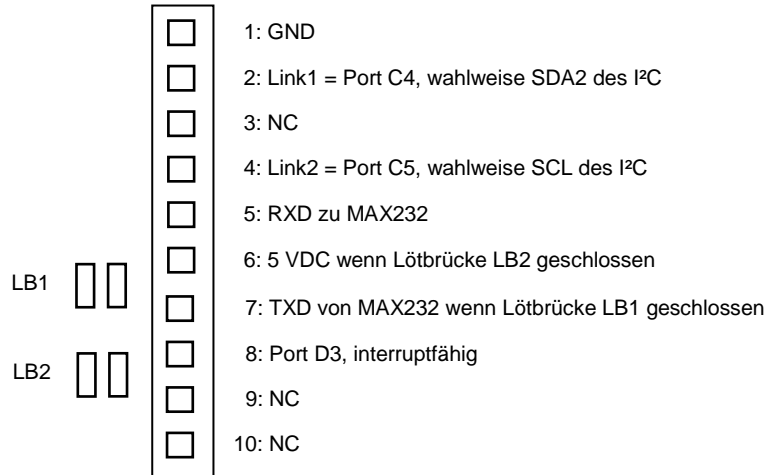 1: GND
2: Link1 = Port C4, wahlweise SDA2 des I²C
3: NC
4: Link2 = Port C5, wahlweise SCL des I²C
5: RXD zu MAX232
6: 5 VDC wenn Lötbrücke LB2 geschlossen
LB1
7: TXD von MAX232 wenn Lötbrücke LB1 geschlossen
8: Port D3, interruptfähig
LB2
9: NC
10: NC